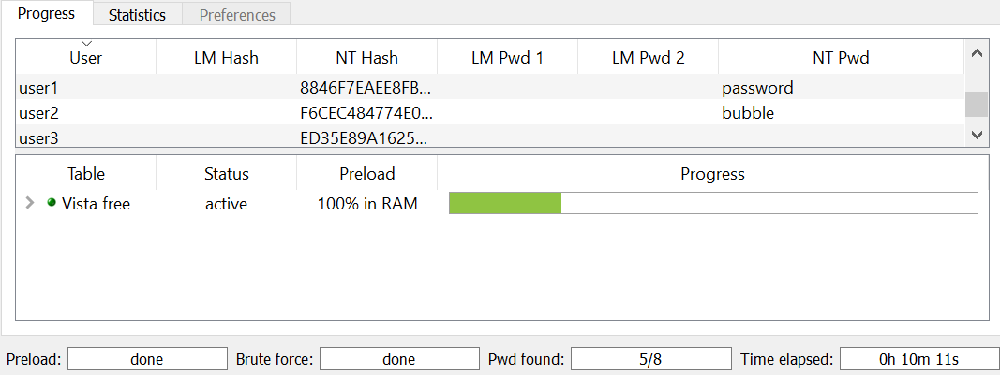 Progress Statistics Preferences
User LM Hash NT Hash LM Pwd 1 LM Pwd 2 NT Pwd
user1 8846F7EAEE8FB... password
user2 F6CEC484774E0... bubble
user3 ED35E89A1625...
Table Status Preload Progress
Vista free active 100% in RAM
Preload: done Brute force: done Pwd found: 5/8 Time elapsed: 0h 10m 11s